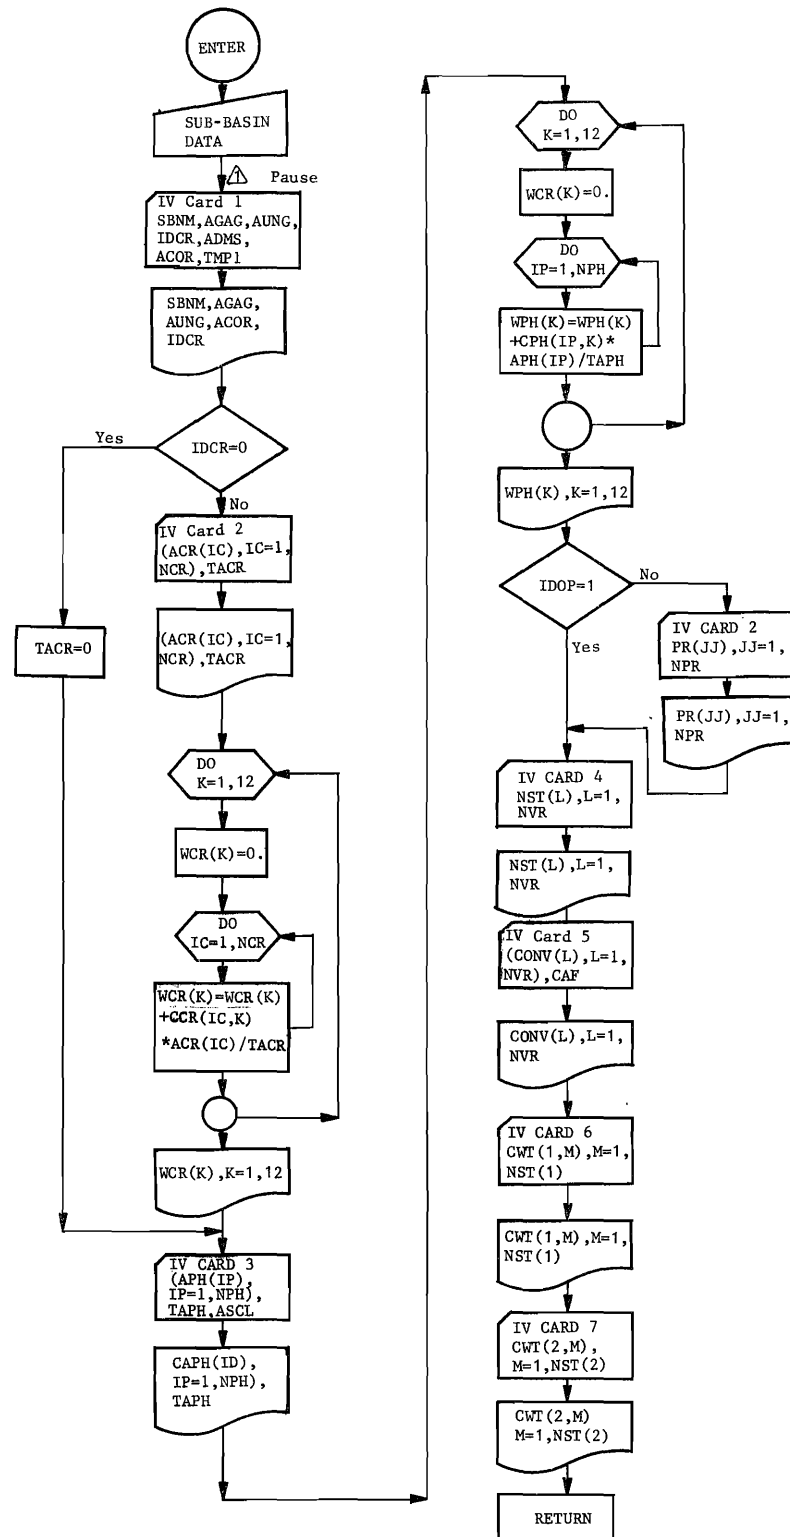 ENTER
SUB-BASIN
DATA
1 Pause
IV Card 1
SBNM,AGAG,AUNG,
IDCR,ADMS,
ACOR,TMP1
SBNM,AGAG,
AUNG,ACOR,
IDCR
Yes
IDCR=0
No
IV Card 2
(ACR(IC),IC=1,
NCR),TACR
TACR=0
(ACR(IC),IC=1,
NCR),TACR
DO
K=1,12
WCR(K)=0.
DO
IC=1,NCR
WCR(K)=WCR(K)
+CCR(IC,K)
*ACR(IC)/TACR
WCR(K),K=1,12
IV CARD 3
(APH(IP),
IP=1,NPH),
TAPH,ASCL
CAPH(ID),
IP=1,NPH),
TAPH
DO
K=1,12
WCR(K)=0.
DO
IP=1,NPH
WPH(K)=WPH(K)
+CPH(IP,K)*
APH(IP)/TAPH
WPH(K),K=1,12
IDOP=1
No
Yes
IV CARD 2
PR(JJ),JJ=1,
NPR
PR(JJ),JJ=1,
NPR
IV CARD 4
NST(L),L=1,
NVR
NST(L),L=1,
NVR
IV Card 5
(CONV(L),L=1,
NVR),CAF
CONV(L),L=1,
NVR
IV CARD 6
CWT(1,M),M=1,
NST(1)
CWT(1,M),M=1,
NST(1)
IV CARD 7
CWT(2,M),
M=1,NST(2)
CWT(2,M)
M=1,NST(2)
RETURN